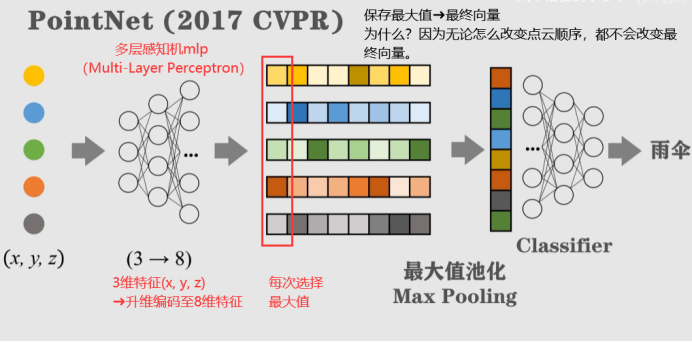 PointNet (2017 CVPR)
保存最大值➔最终向量
为什么？因为无论怎么改变点云顺序，都不会改变最
终向量。
多层感知机mlp
（Multi-Layer Perceptron）
...
...
雨伞
(x, y, z)
(3 → 8)
Classifier
3维特征(x, y, z)
➔升维编码至8维特征
每次选择
最大值
最大值池化
Max Pooling